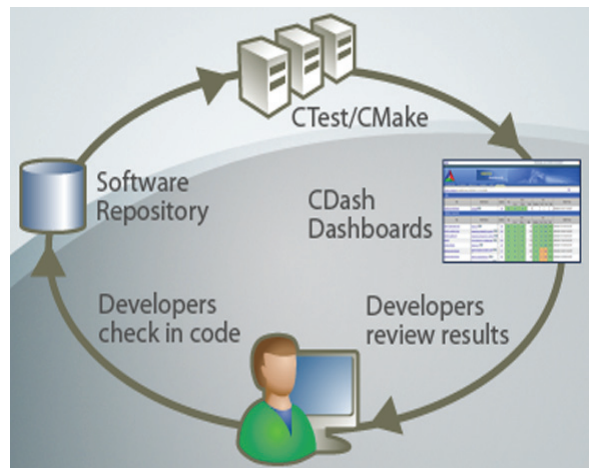 CTest/CMake
Software
Repository
CDash
Dashboards
Developers
check in code
Developers
review results